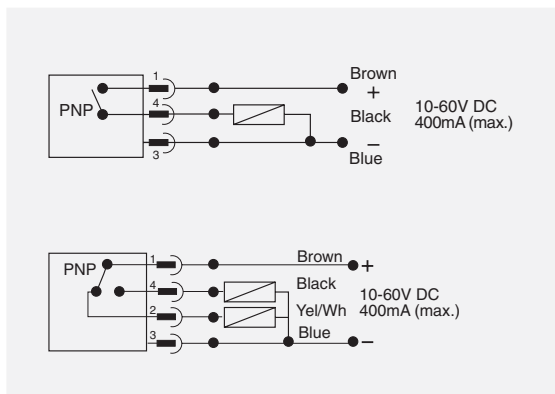 Brown
1
+
PNP
4
Black
10-60V DC
400mA (max.)
–
3
Blue
Brown
1
+
PNP
4
Black
10-60V DC
2
Yel/Wh
400mA (max.)
3
Blue
–